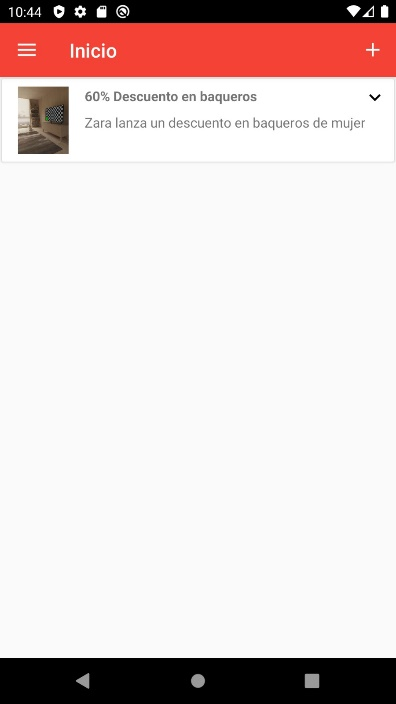 10:44
Inicio
60% Descuento en baqueros
Zara lanza un descuento en baqueros de mujer